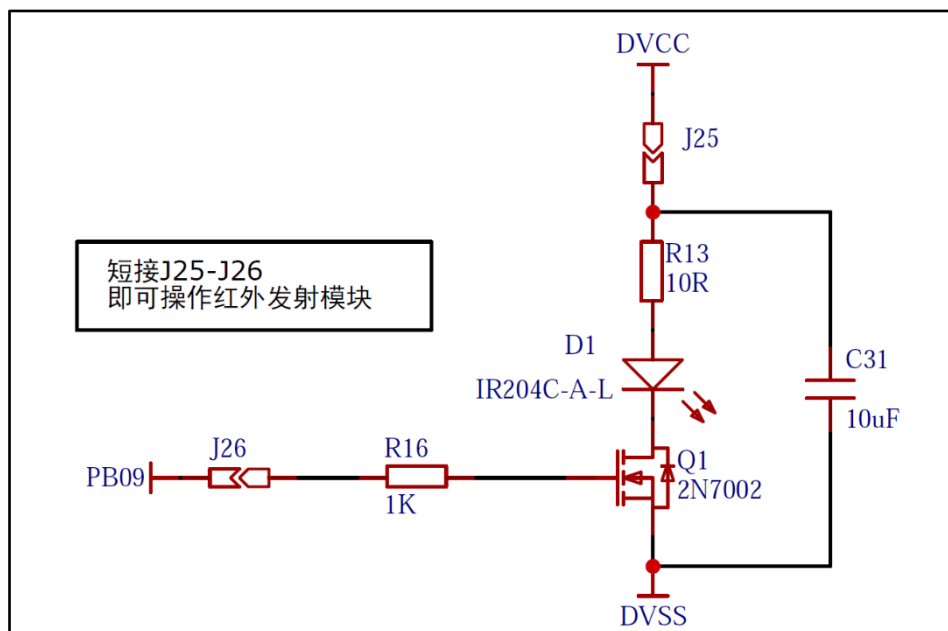 DVCC
J25
短接J25-J26
即可操作红外发射模块
R13
10R
D1
IR204C-A-L
C31
10uF
J26
R16
PB09
1K
Q1
2N7002
DVSS